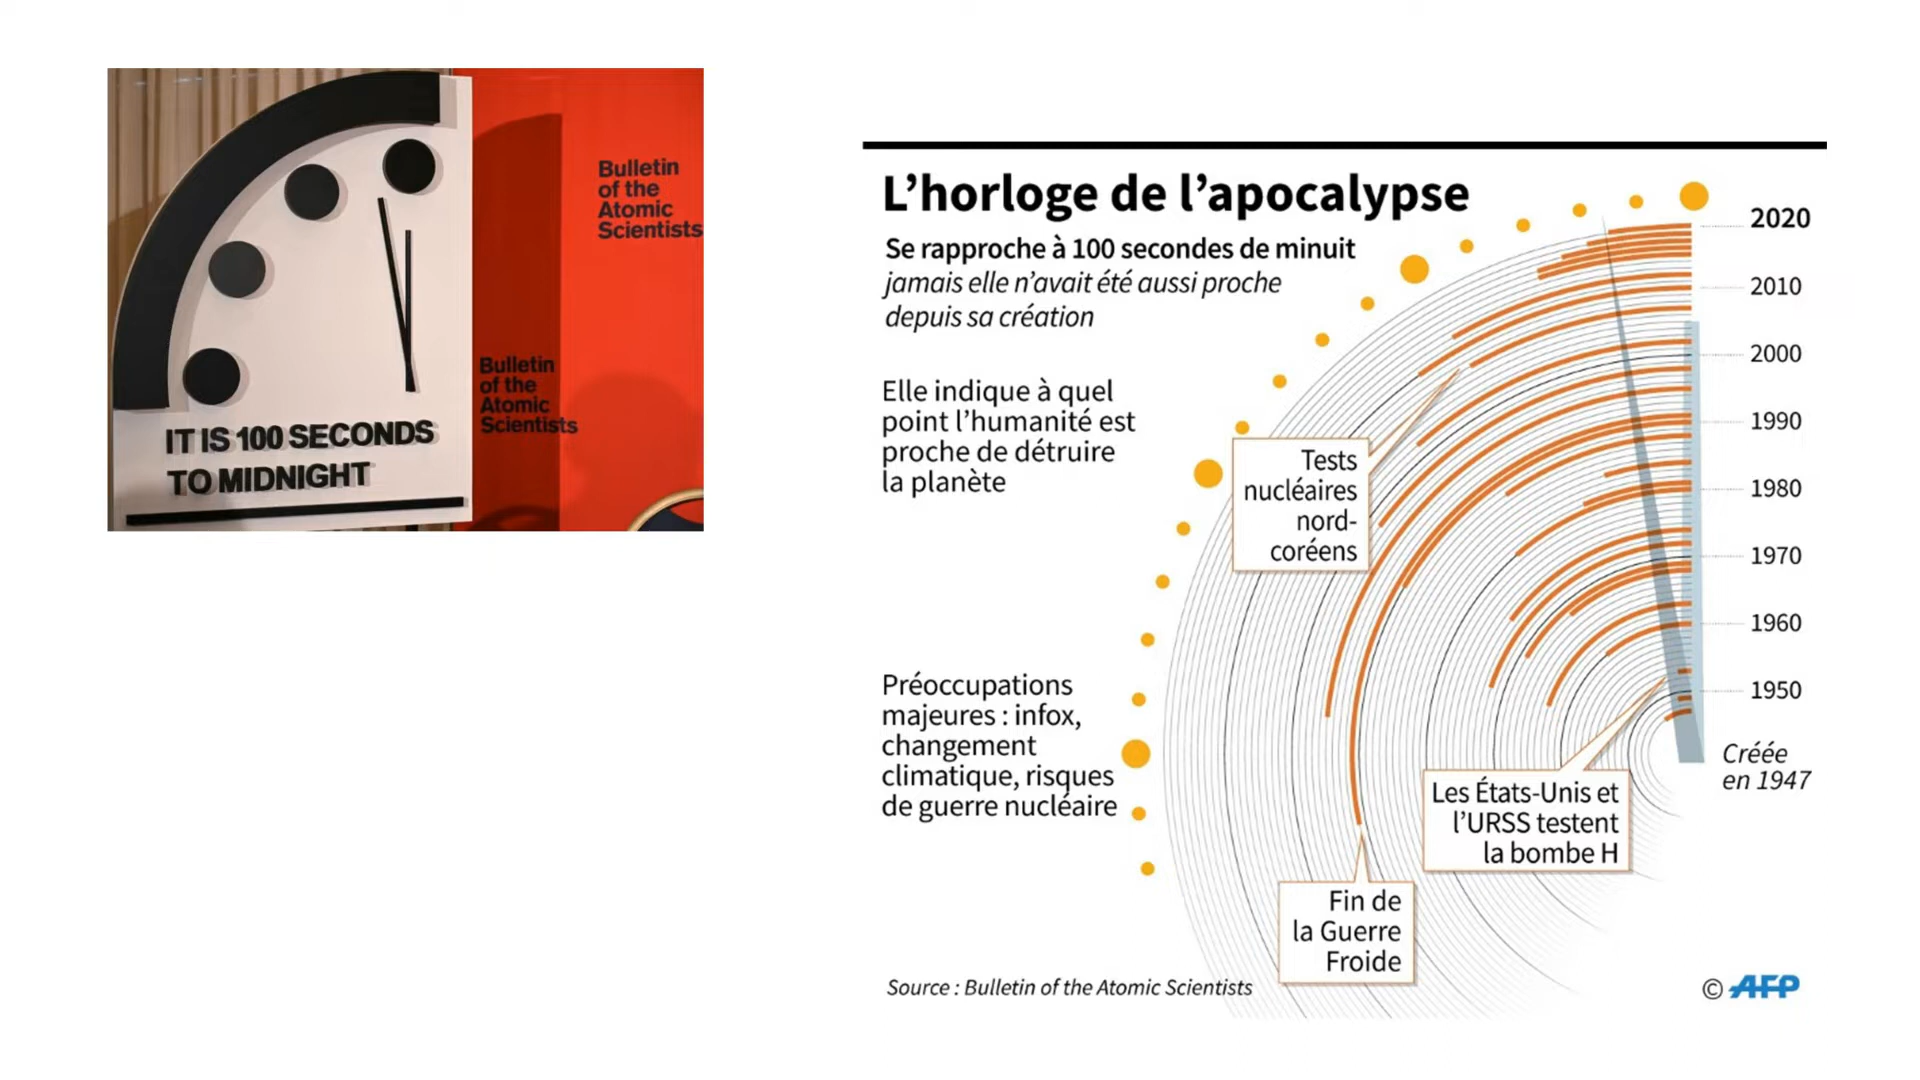 Bulletin
of the
Atomic
Scientists
Bulletin
of the
Atomic
Scientists
IT IS 100 SECONDS
TO MIDNIGHT
L’horloge de l’apocalypse
Se rapproche à 100 secondes de minuit
jamais elle n’avait été aussi proche
depuis sa création
Elle indique à quel
point l’humanité est
proche de détruire
la planète
Préoccupations
majeures : infox,
changement
climatique, risques
de guerre nucléaire
2020
2010
2000
1990
1980
1970
1960
1950
Créée
en 1947
Tests
nucléaires
nord-
coréens
Les États-Unis et
l’URSS testent
la bombe H
Fin de
la Guerre
Froide
Source : Bulletin of the Atomic Scientists
© AFP